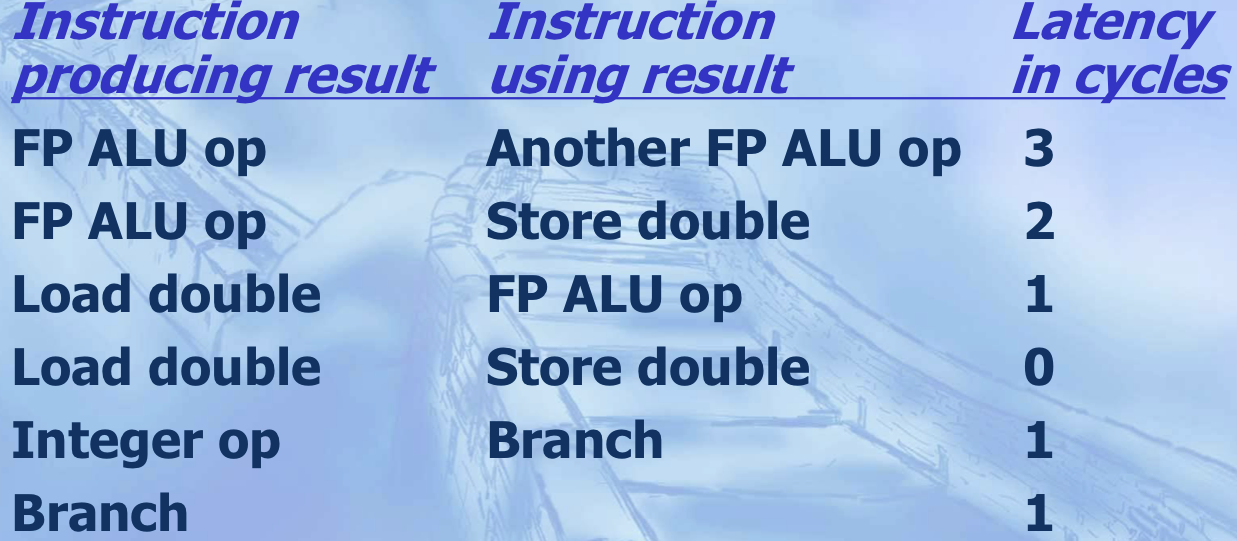 Instruction Instruction Latency
producing result using result in cycles
FP ALU op Another FP ALU op 3
FP ALU op Store double 2
Load double FP ALU op 1
Load double Store double 0
Integer op Branch 1
Branch 1